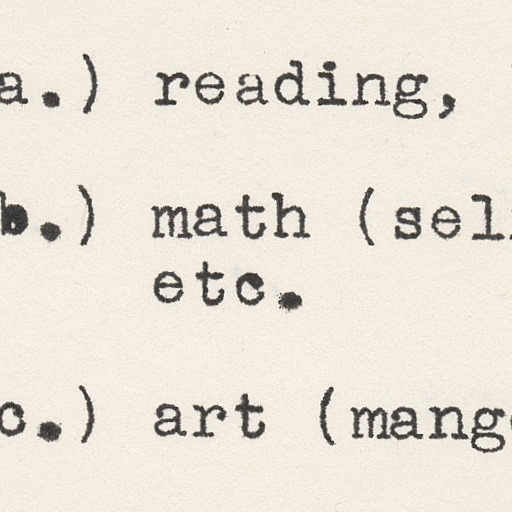 a.) reading,
b.) math (sel
etc.
c.) art (mang